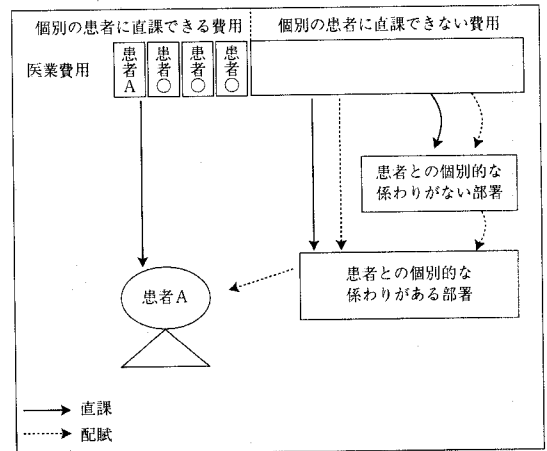 個別の患者に直課できる費用
個別の患者に直課できない費用
医業費用
患者A
患者○
患者○
患者○
患者との個別的な
係わりがない部署
患者との個別的な
係わりがある部署
患者A
直課
配賦